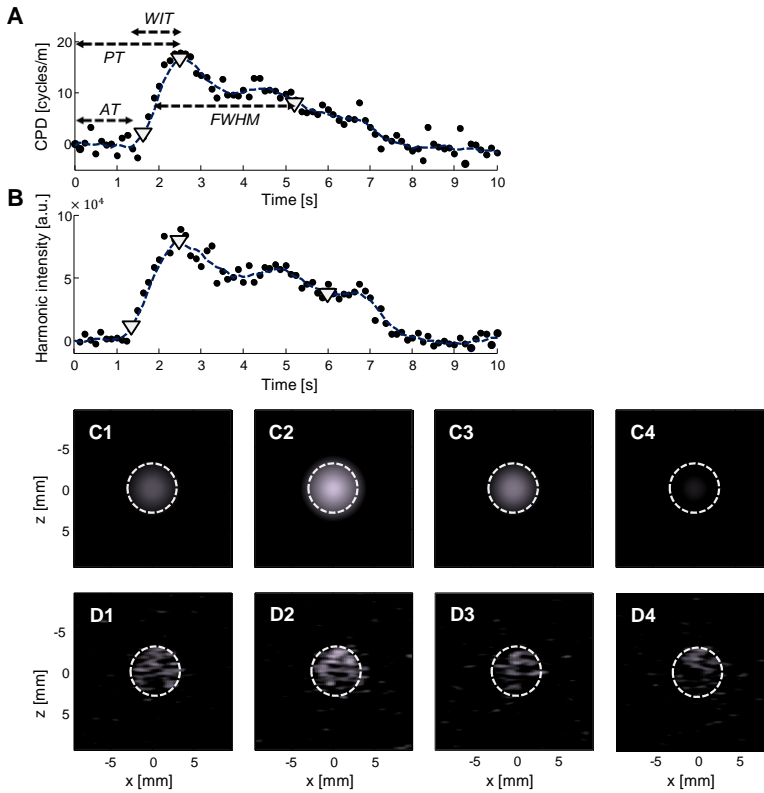 A
WIT
PT
AT
FWHM
CPD [cycles/m]
20
10
0
0 1 2 3 4 5 6 7 8 9 10
Time [s]
B
× 10⁴
Harmonic intensity [a.u.]
10
5
0
0 1 2 3 4 5 6 7 8 9 10
Time [s]
C1 C2 C3 C4
z [mm]
-5
0
5
D1 D2 D3 D4
z [mm]
-5
0
5
-5 0 5 -5 0 5 -5 0 5 -5 0 5
x [mm] x [mm] x [mm] x [mm]